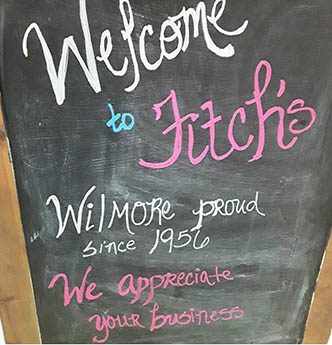 Welcome
to Fitch's
Wilmore proud
since 1956
We appreciate
your business